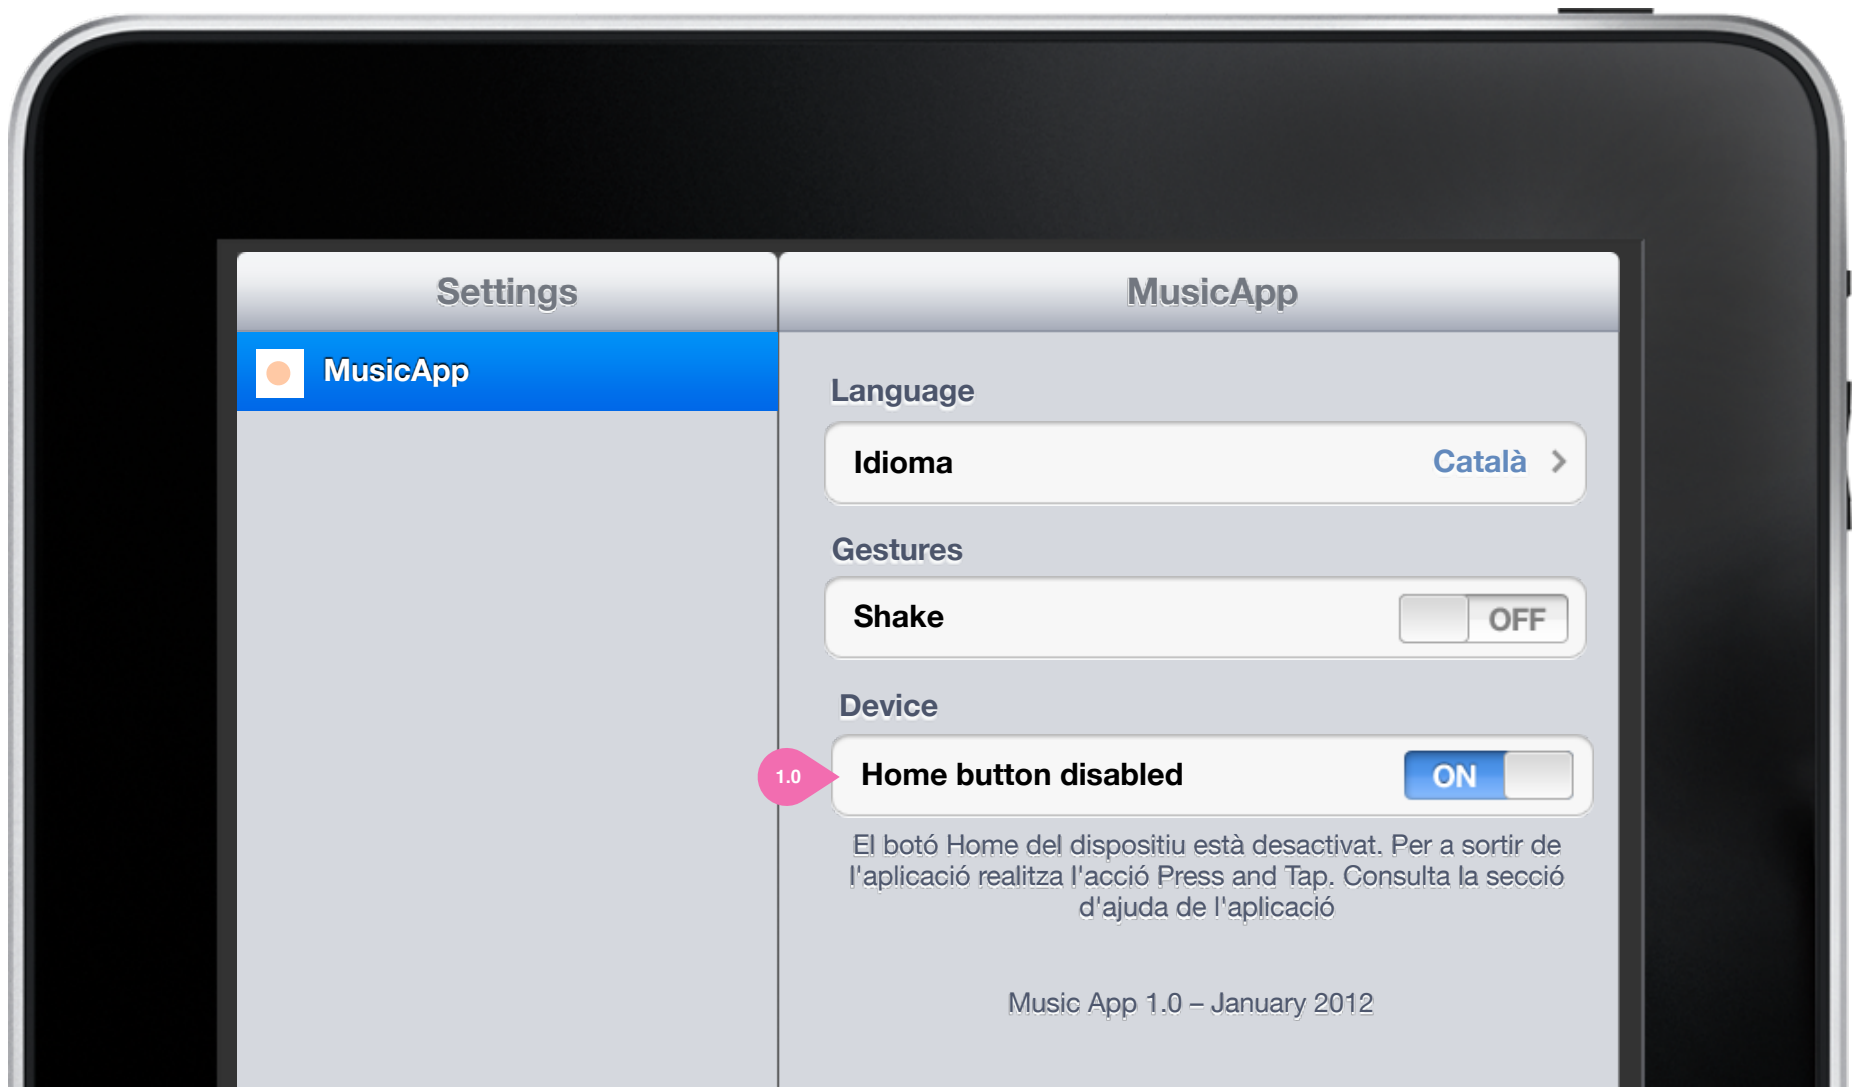 Settings
MusicApp
MusicApp
Language
Idioma
Català
Gestures
Shake
OFF
Device
1.0
Home button disabled
ON
El botó Home del dispositiu està desactivat. Per a sortir de
l'aplicació realitza l'acció Press and Tap. Consulta la secció
d'ajuda de l'aplicació
Music App 1.0 – January 2012